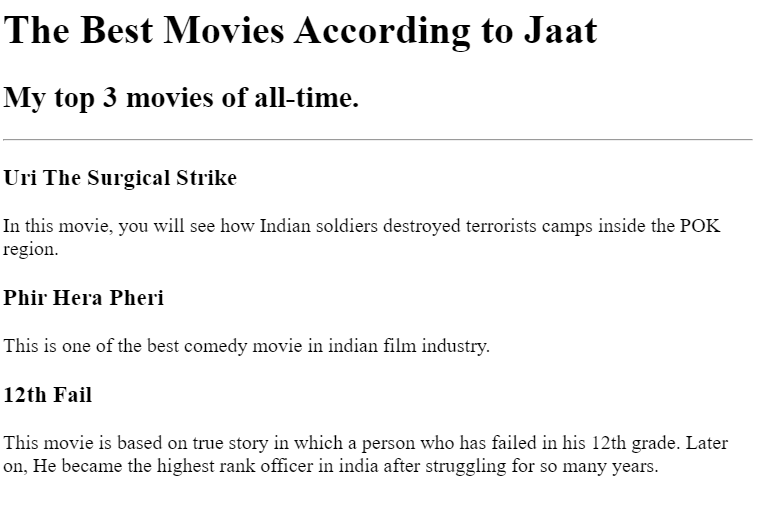 The Best Movies According to Jaat
My top 3 movies of all-time.
Uri The Surgical Strike
In this movie, you will see how Indian soldiers destroyed terrorists camps inside the POK
region.
Phir Hera Pheri
This is one of the best comedy movie in indian film industry.
12th Fail
This movie is based on true story in which a person who has failed in his 12th grade. Later
on, He became the highest rank officer in india after struggling for so many years.